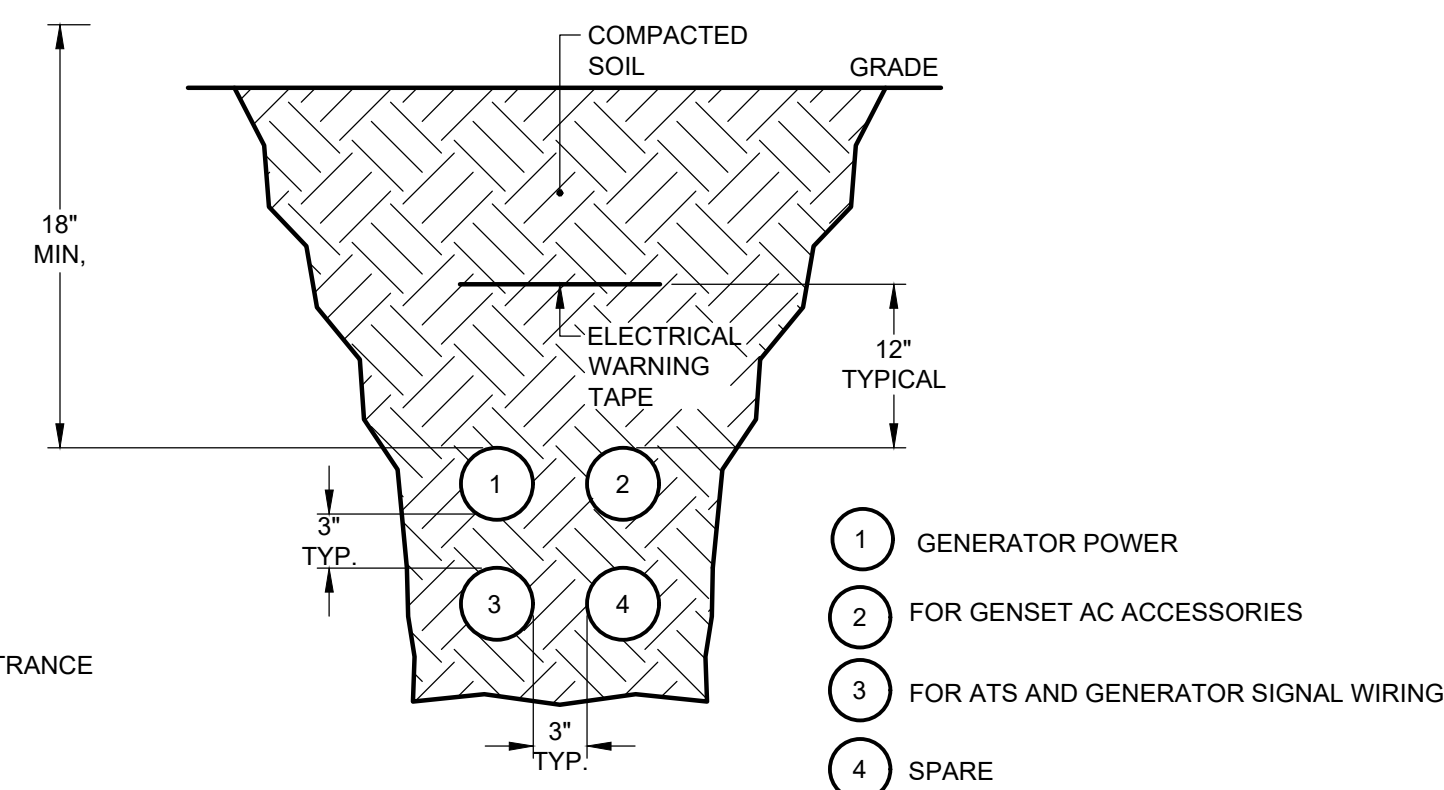 COMPACTED
SOIL
GRADE
18"
MIN,
ELECTRICAL
WARNING
TAPE
12"
TYPICAL
1
2
3"
TYP.
3
4
3"
TYP.
TRANCE
1 GENERATOR POWER
2 FOR GENSET AC ACCESSORIES
3 FOR ATS AND GENERATOR SIGNAL WIRING
4 SPARE